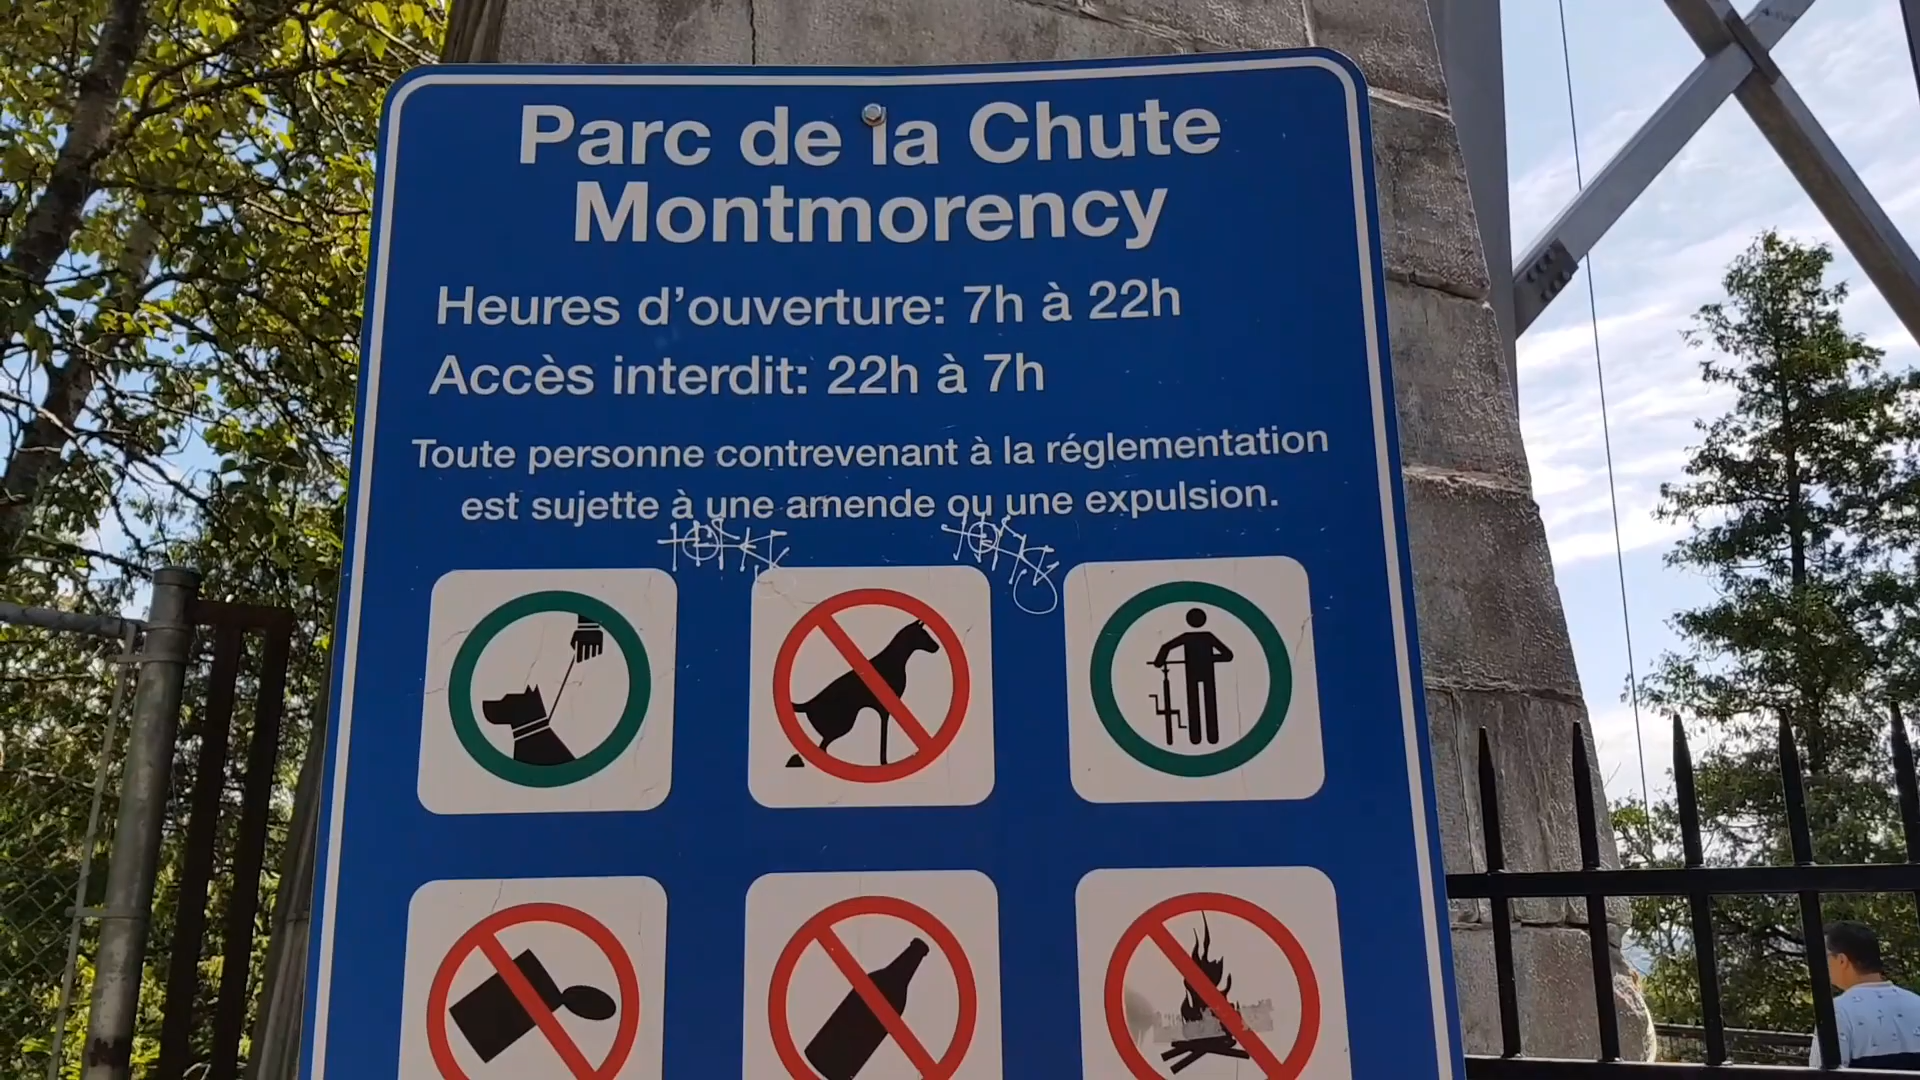 Parc de la Chute
Montmorency
Heures d'ouverture: 7h à 22h
Accès interdit: 22h à 7h
Toute personne contrevenant à la réglementation
est sujette à une amende ou une expulsion.